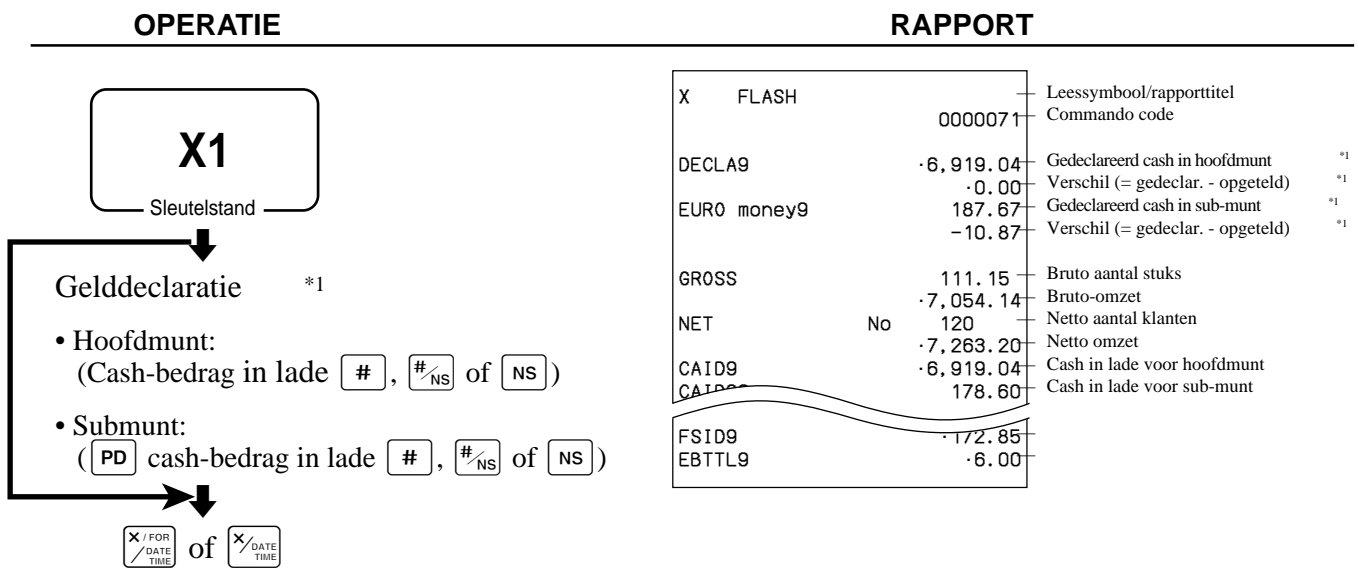 OPERATIE
RAPPORT
X1
Sleutelstand
Gelddeclaratie *1
• Hoofdmunt:
(Cash-bedrag in lade #, #/NS of NS)
• Submunt:
(PD cash-bedrag in lade #, #/NS of NS)
X / FOR DATE TIME of X/DATE TIME
X FLASH Leessymbool/rapporttitel
0000071 Commando code
DECLA9 ·6,919.04 Gedeclareerd cash in hoofdmunt *1
·0.00 Verschil (= gedeclar. - opgeteld) *1
EURO money9 187.67 Gedeclareerd cash in sub-munt *1
-10.87 Verschil (= gedeclar. - opgeteld) *1
GROSS 111.15 Bruto aantal stuks
·7,054.14 Bruto-omzet
NET No 120 Netto aantal klanten
·7,263.20 Netto omzet
CAID9 ·6,919.04 Cash in lade voor hoofdmunt
178.60 Cash in lade voor sub-munt
FSID9 ·172.85
EBTTL9 ·6.00